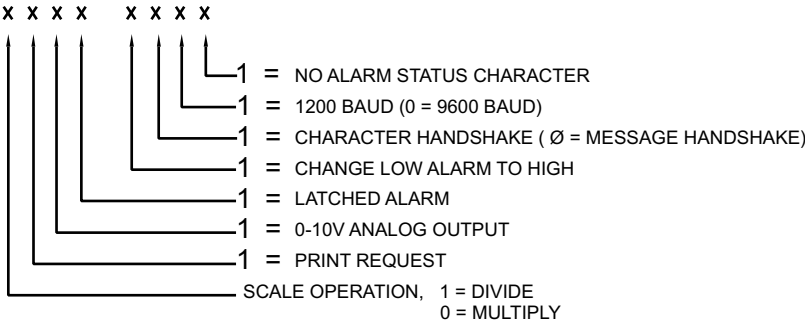 X X X X X X X X
1 = NO ALARM STATUS CHARACTER
1 = 1200 BAUD (0 = 9600 BAUD)
1 = CHARACTER HANDSHAKE ( Ø = MESSAGE HANDSHAKE)
1 = CHANGE LOW ALARM TO HIGH
1 = LATCHED ALARM
1 = 0-10V ANALOG OUTPUT
1 = PRINT REQUEST
SCALE OPERATION, 1 = DIVIDE
0 = MULTIPLY